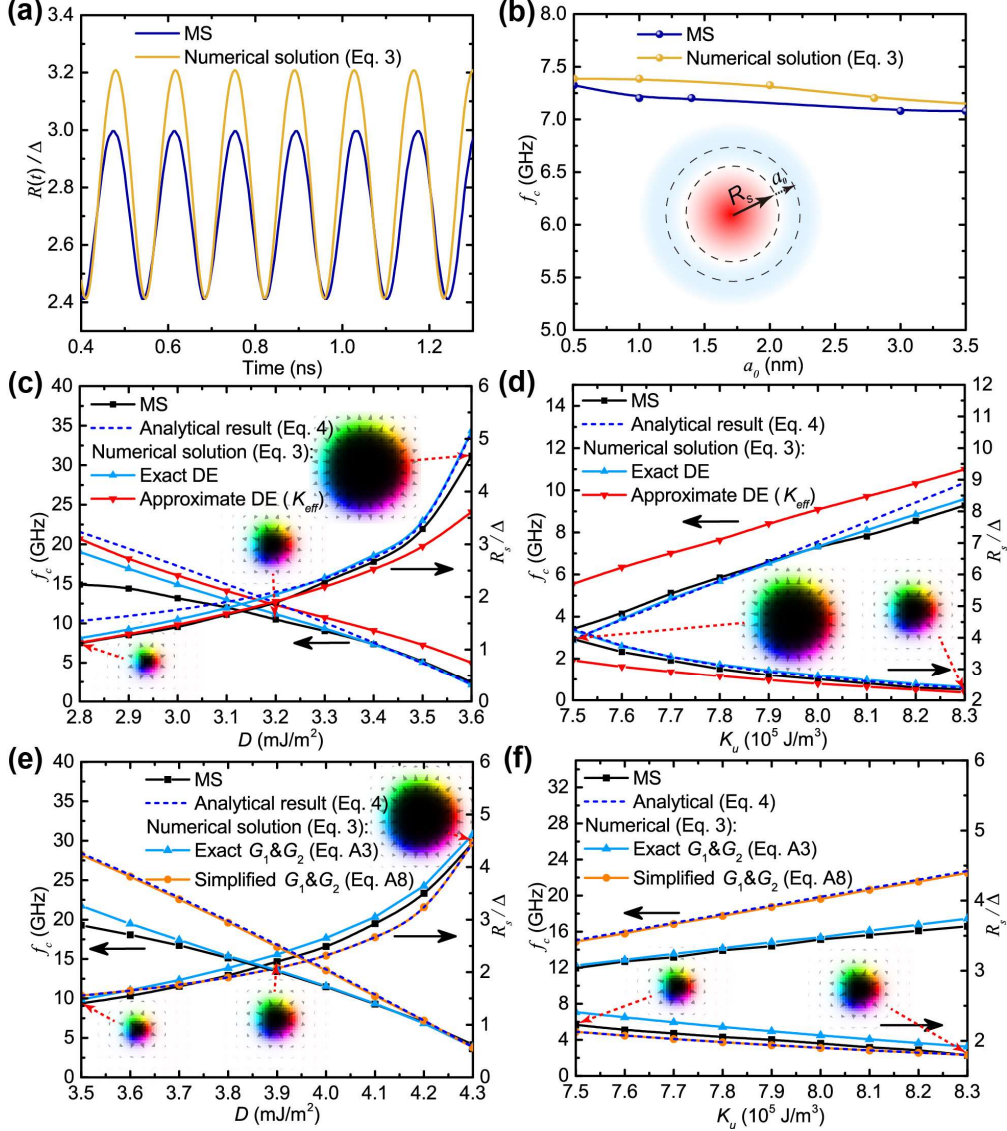 (a)
MS
Numerical solution (Eq. 3)
R(t) / Δ
3.4
3.2
3.0
2.8
2.6
2.4
0.4 0.6 0.8 1.0 1.2
Time (ns)
(b)
MS
Numerical solution (Eq. 3)
f_c (GHz)
8.0
7.5
7.0
6.5
6.0
5.5
5.0
R_s
a_0
0.5 1.0 1.5 2.0 2.5 3.0 3.5
a_0 (nm)
(c)
MS
Analytical result (Eq. 4)
Numerical solution (Eq. 3):
Exact DE
Approximate DE (K_eff)
f_c (GHz)
40
35
30
25
20
15
10
5
0
R_s / Δ
6
5
4
3
2
1
0
2.8 2.9 3.0 3.1 3.2 3.3 3.4 3.5 3.6
D (mJ/m²)
(d)
MS
Analytical result (Eq. 4)
Numerical solution (Eq. 3):
Exact DE
Approximate DE (K_eff)
f_c (GHz)
14
12
10
8
6
4
2
0
R_s / Δ
12
11
10
9
8
7
6
5
4
3
2
7.5 7.6 7.7 7.8 7.9 8.0 8.1 8.2 8.3
K_u (10⁵ J/m³)
(e)
MS
Analytical result (Eq. 4)
Numerical solution (Eq. 3):
Exact G₁&G₂ (Eq. A3)
Simplified G₁&G₂ (Eq. A8)
f_c (GHz)
40
35
30
25
20
15
10
5
0
R_s / Δ
6
5
4
3
2
1
0
3.5 3.6 3.7 3.8 3.9 4.0 4.1 4.2 4.3
D (mJ/m²)
(f)
MS
Analytical (Eq. 4)
Numerical (Eq. 3):
Exact G₁&G₂ (Eq. A3)
Simplified G₁&G₂ (Eq. A8)
f_c (GHz)
32
28
24
20
16
12
8
4
0
R_s / Δ
6
5
4
3
2
7.5 7.6 7.7 7.8 7.9 8.0 8.1 8.2 8.3
K_u (10⁵ J/m³)